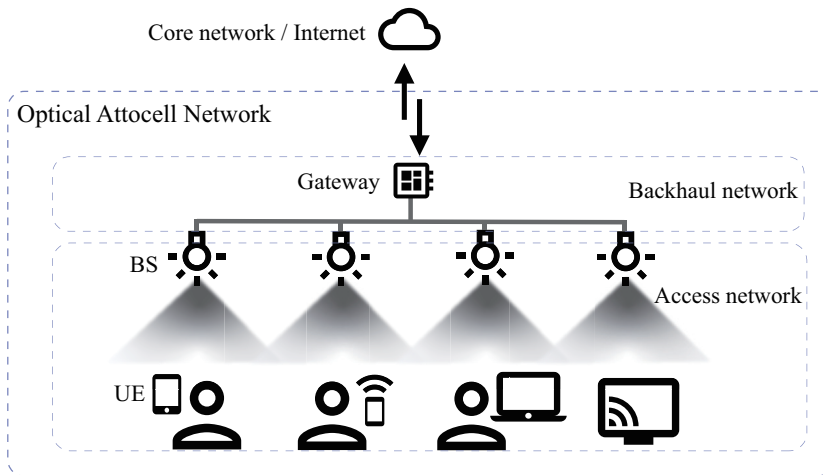 Core network / Internet
Optical Attocell Network
Gateway
Backhaul network
BS
Access network
UE